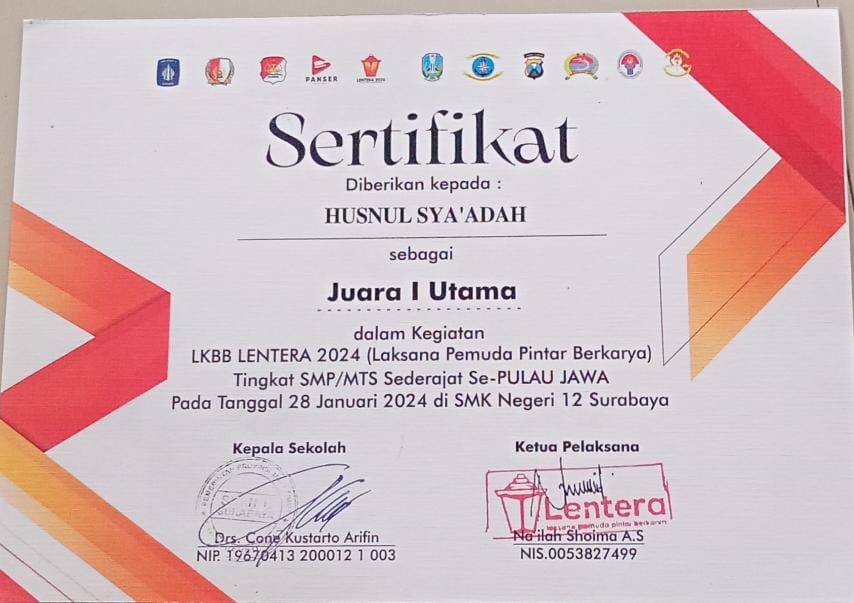 PANSER
LENTERA 2024
Sertifikat
Diberikan kepada :
HUSNUL SYA'ADAH
sebagai
Juara I Utama
dalam Kegiatan
LKBB LENTERA 2024 (Laksana Pemuda Pintar Berkarya)
Tingkat SMP/MTS Sederajat Se-PULAU JAWA
Pada Tanggal 28 Januari 2024 di SMK Negeri 12 Surabaya
Kepala Sekolah
Drs. Cone Kustarto Arifin
NIP. 19670413 200012 1 003
Ketua Pelaksana
Lentera
laksana pemuda pintar berkarya
Na'ilah Shoima A.S
NIS.0053827499